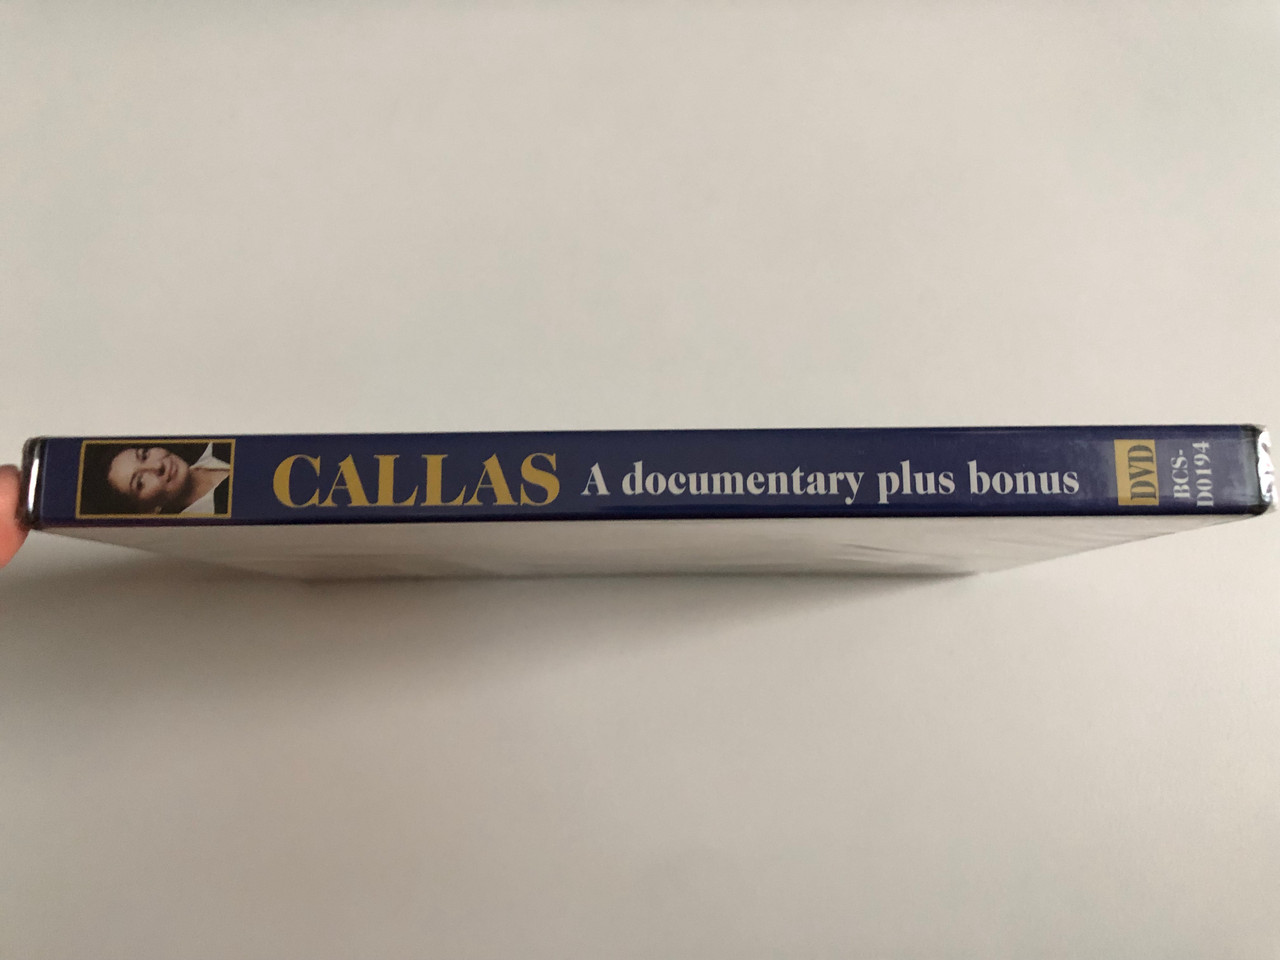 CALLAS A documentary plus bonus
DVD
BCS-
D0194